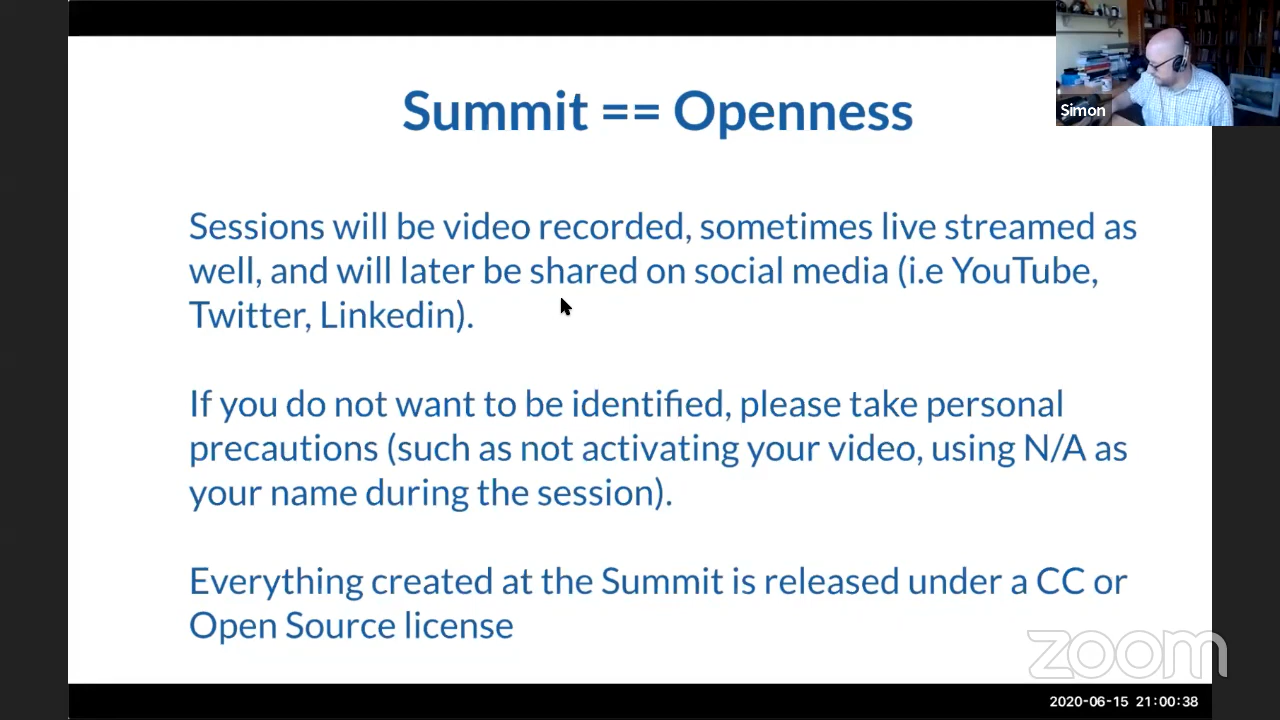 Summit == Openness
Simon
Sessions will be video recorded, sometimes live streamed as
well, and will later be shared on social media (i.e YouTube,
Twitter, Linkedin).
If you do not want to be identified, please take personal
precautions (such as not activating your video, using N/A as
your name during the session).
Everything created at the Summit is released under a CC or
Open Source license
zoom
2020-06-15 21:00:38